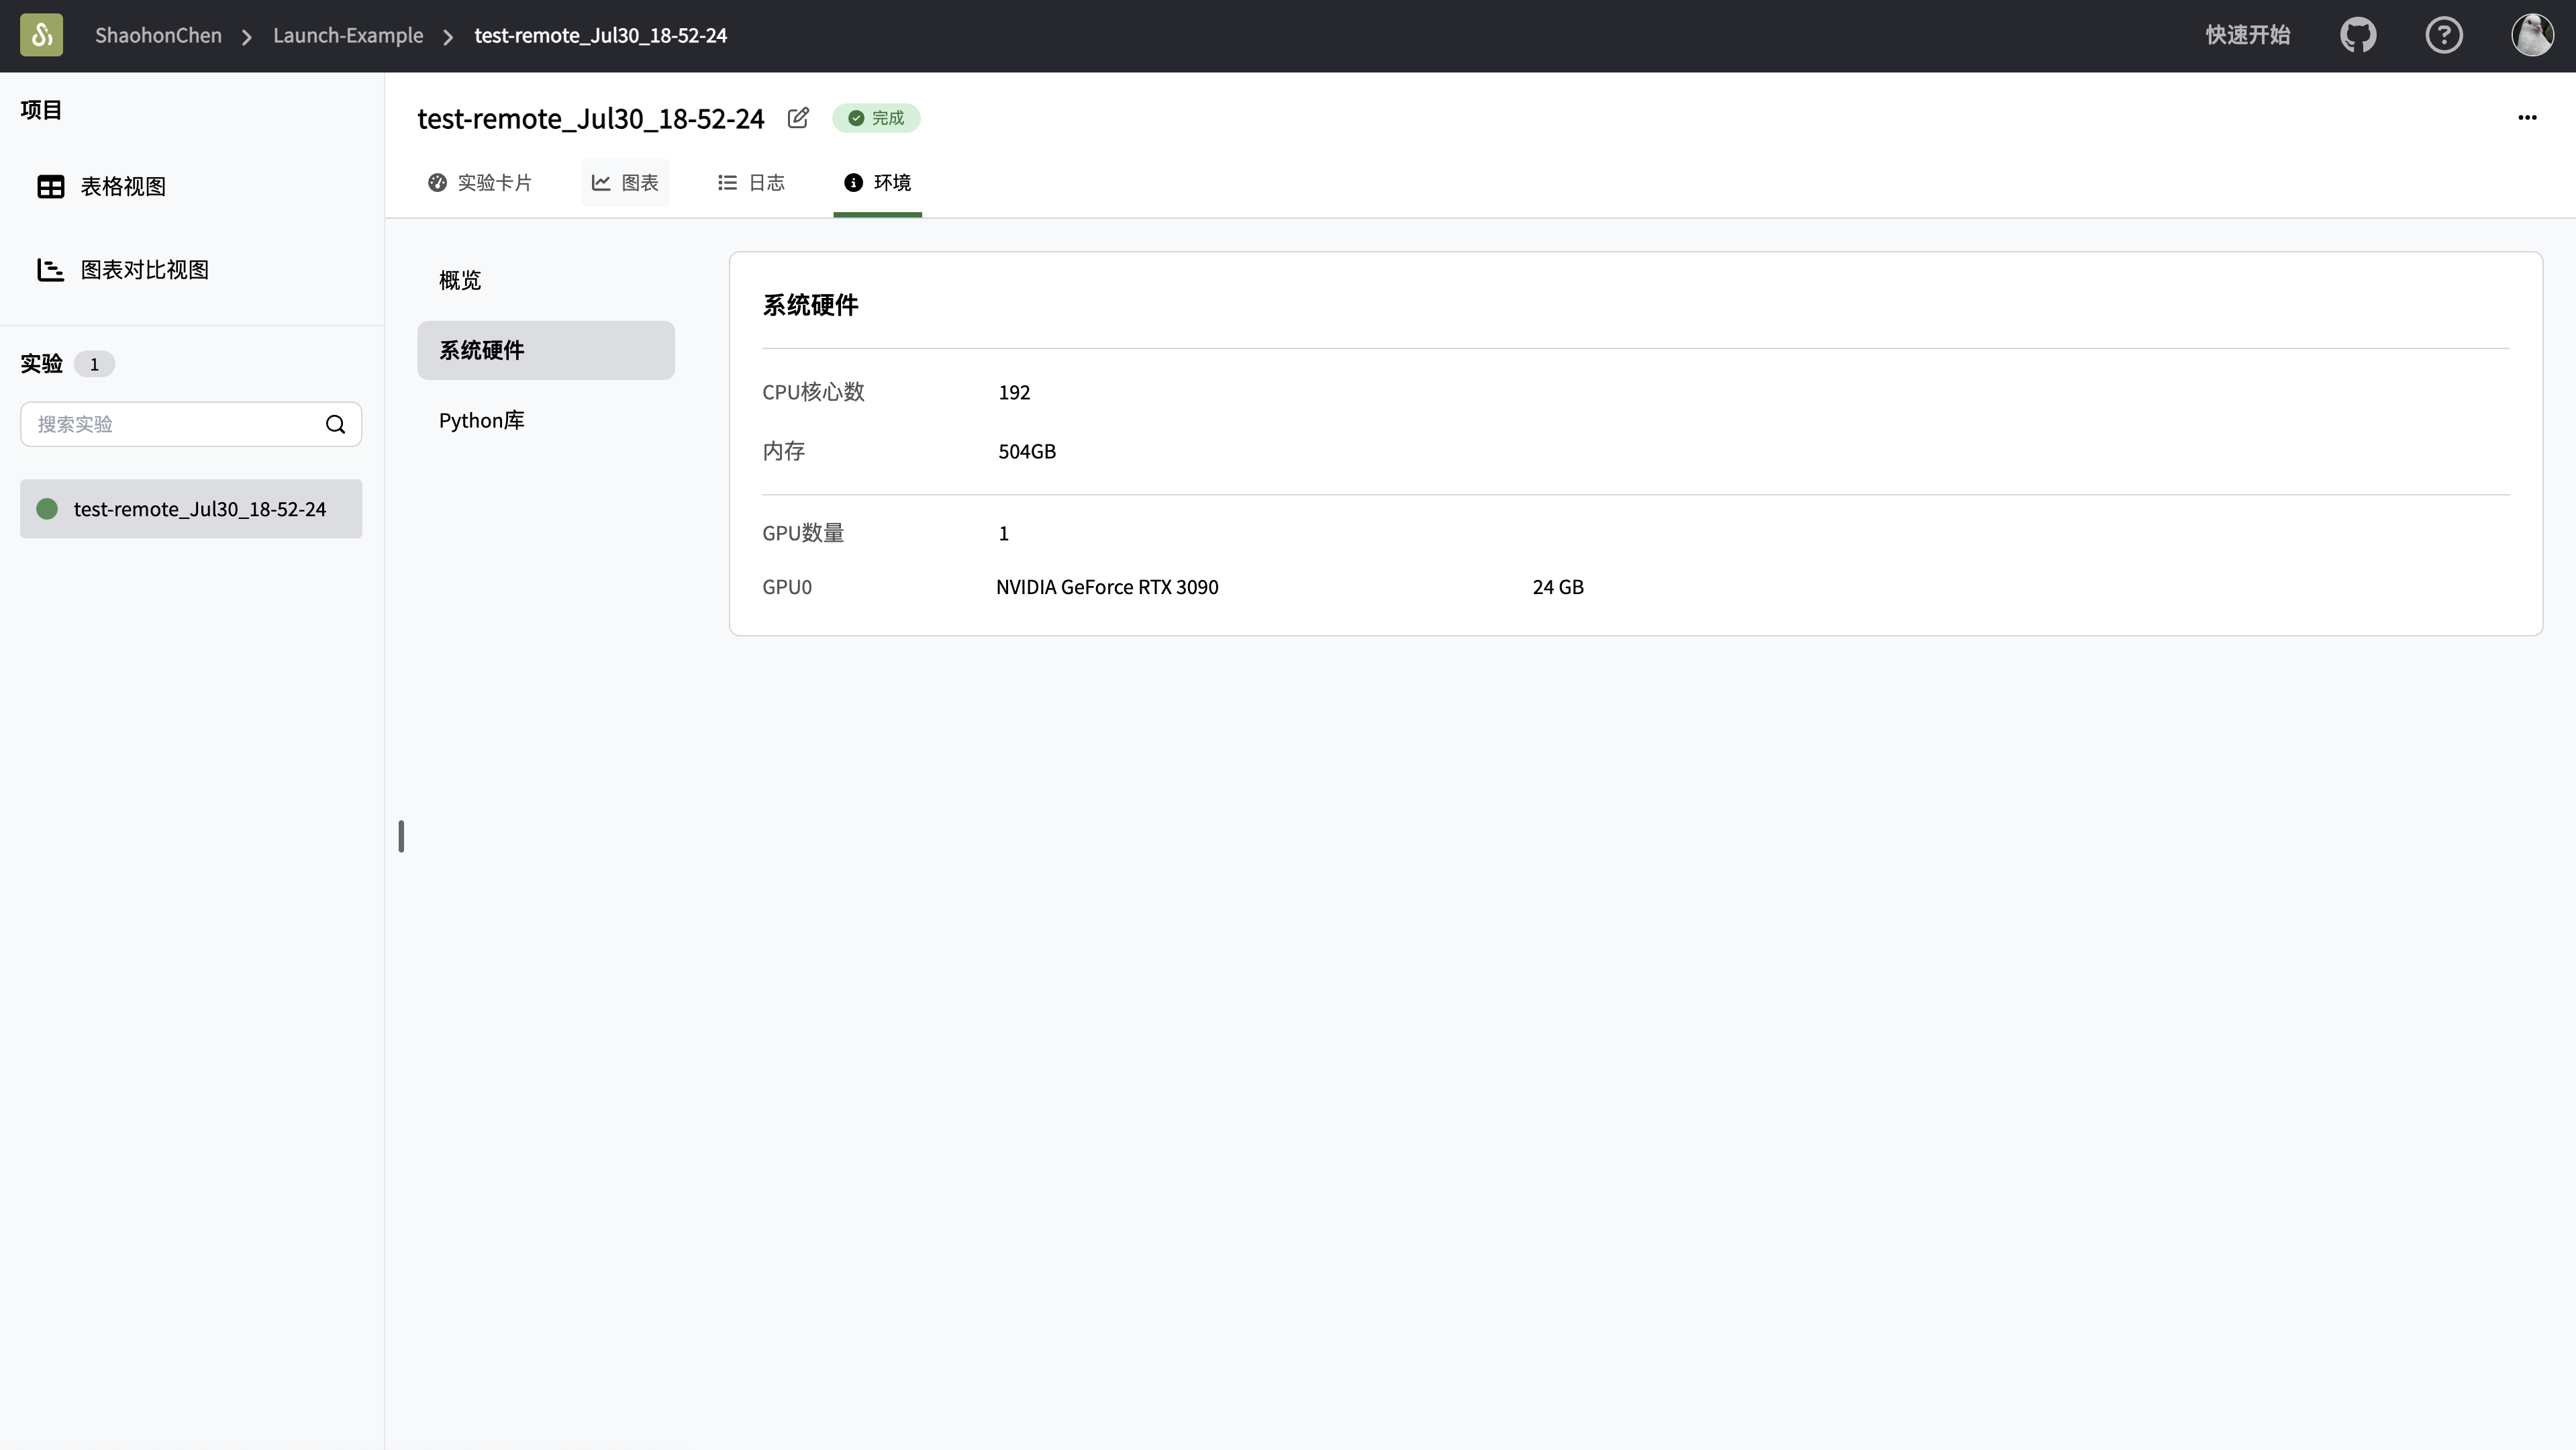 ShaohonChen > Launch-Example > test-remote_Jul30_18-52-24
快速开始
项目
表格视图
图表对比视图
实验 1
搜索实验
test-remote_Jul30_18-52-24
test-remote_Jul30_18-52-24 完成
实验卡片 图表 日志 环境
概览
系统硬件
Python库
系统硬件
CPU核心数 192
内存 504GB
GPU数量 1
GPU0 NVIDIA GeForce RTX 3090 24 GB